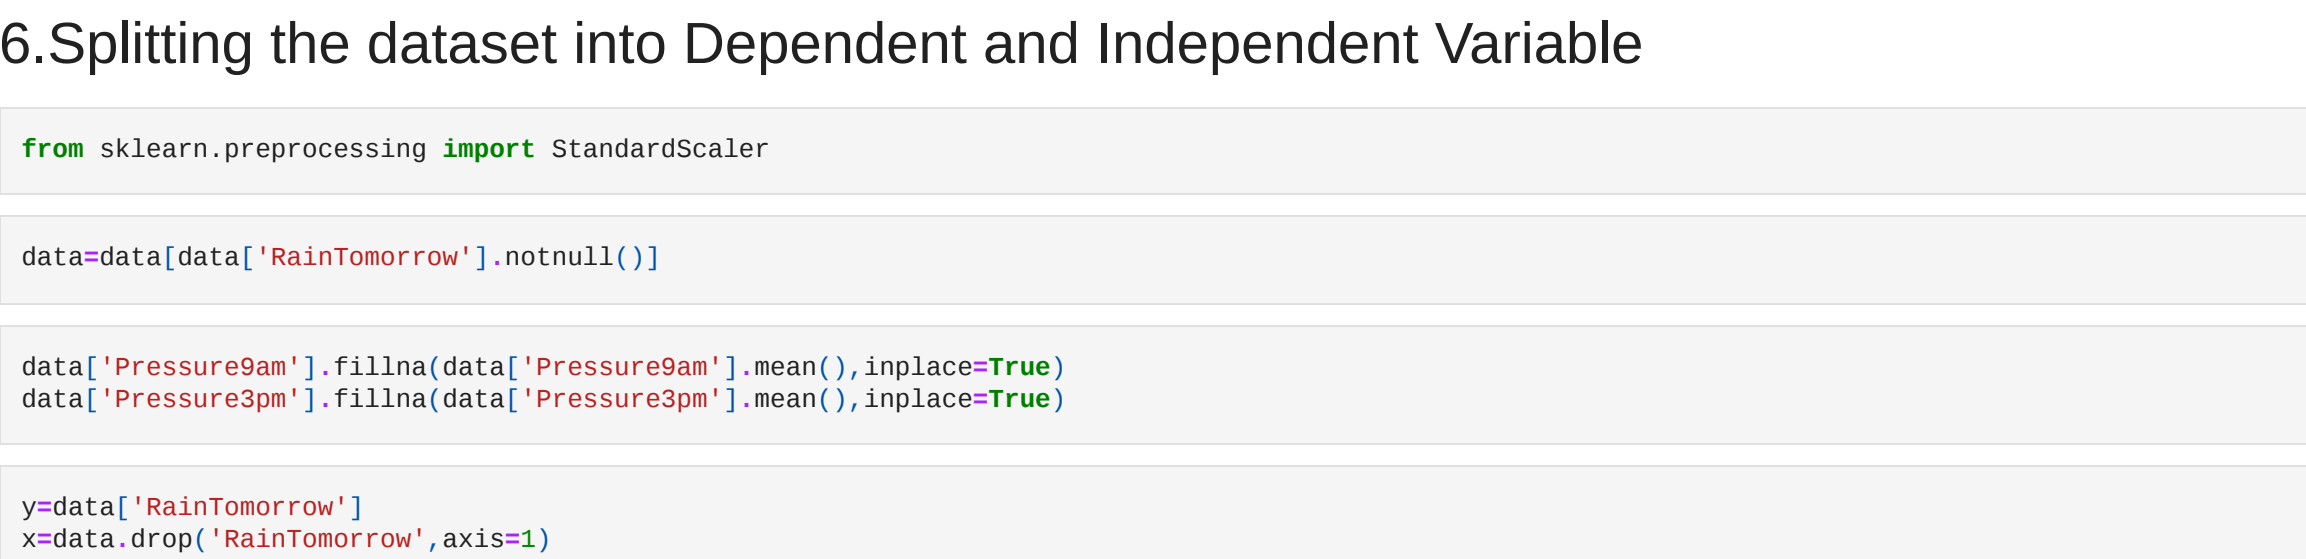 6.Splitting the dataset into Dependent and Independent Variable
from sklearn.preprocessing import StandardScaler
data=data[data['RainTomorrow'].notnull()]
data['Pressure9am'].fillna(data['Pressure9am'].mean(),inplace=True)
data['Pressure3pm'].fillna(data['Pressure3pm'].mean(),inplace=True)
y=data['RainTomorrow']
x=data.drop('RainTomorrow',axis=1)